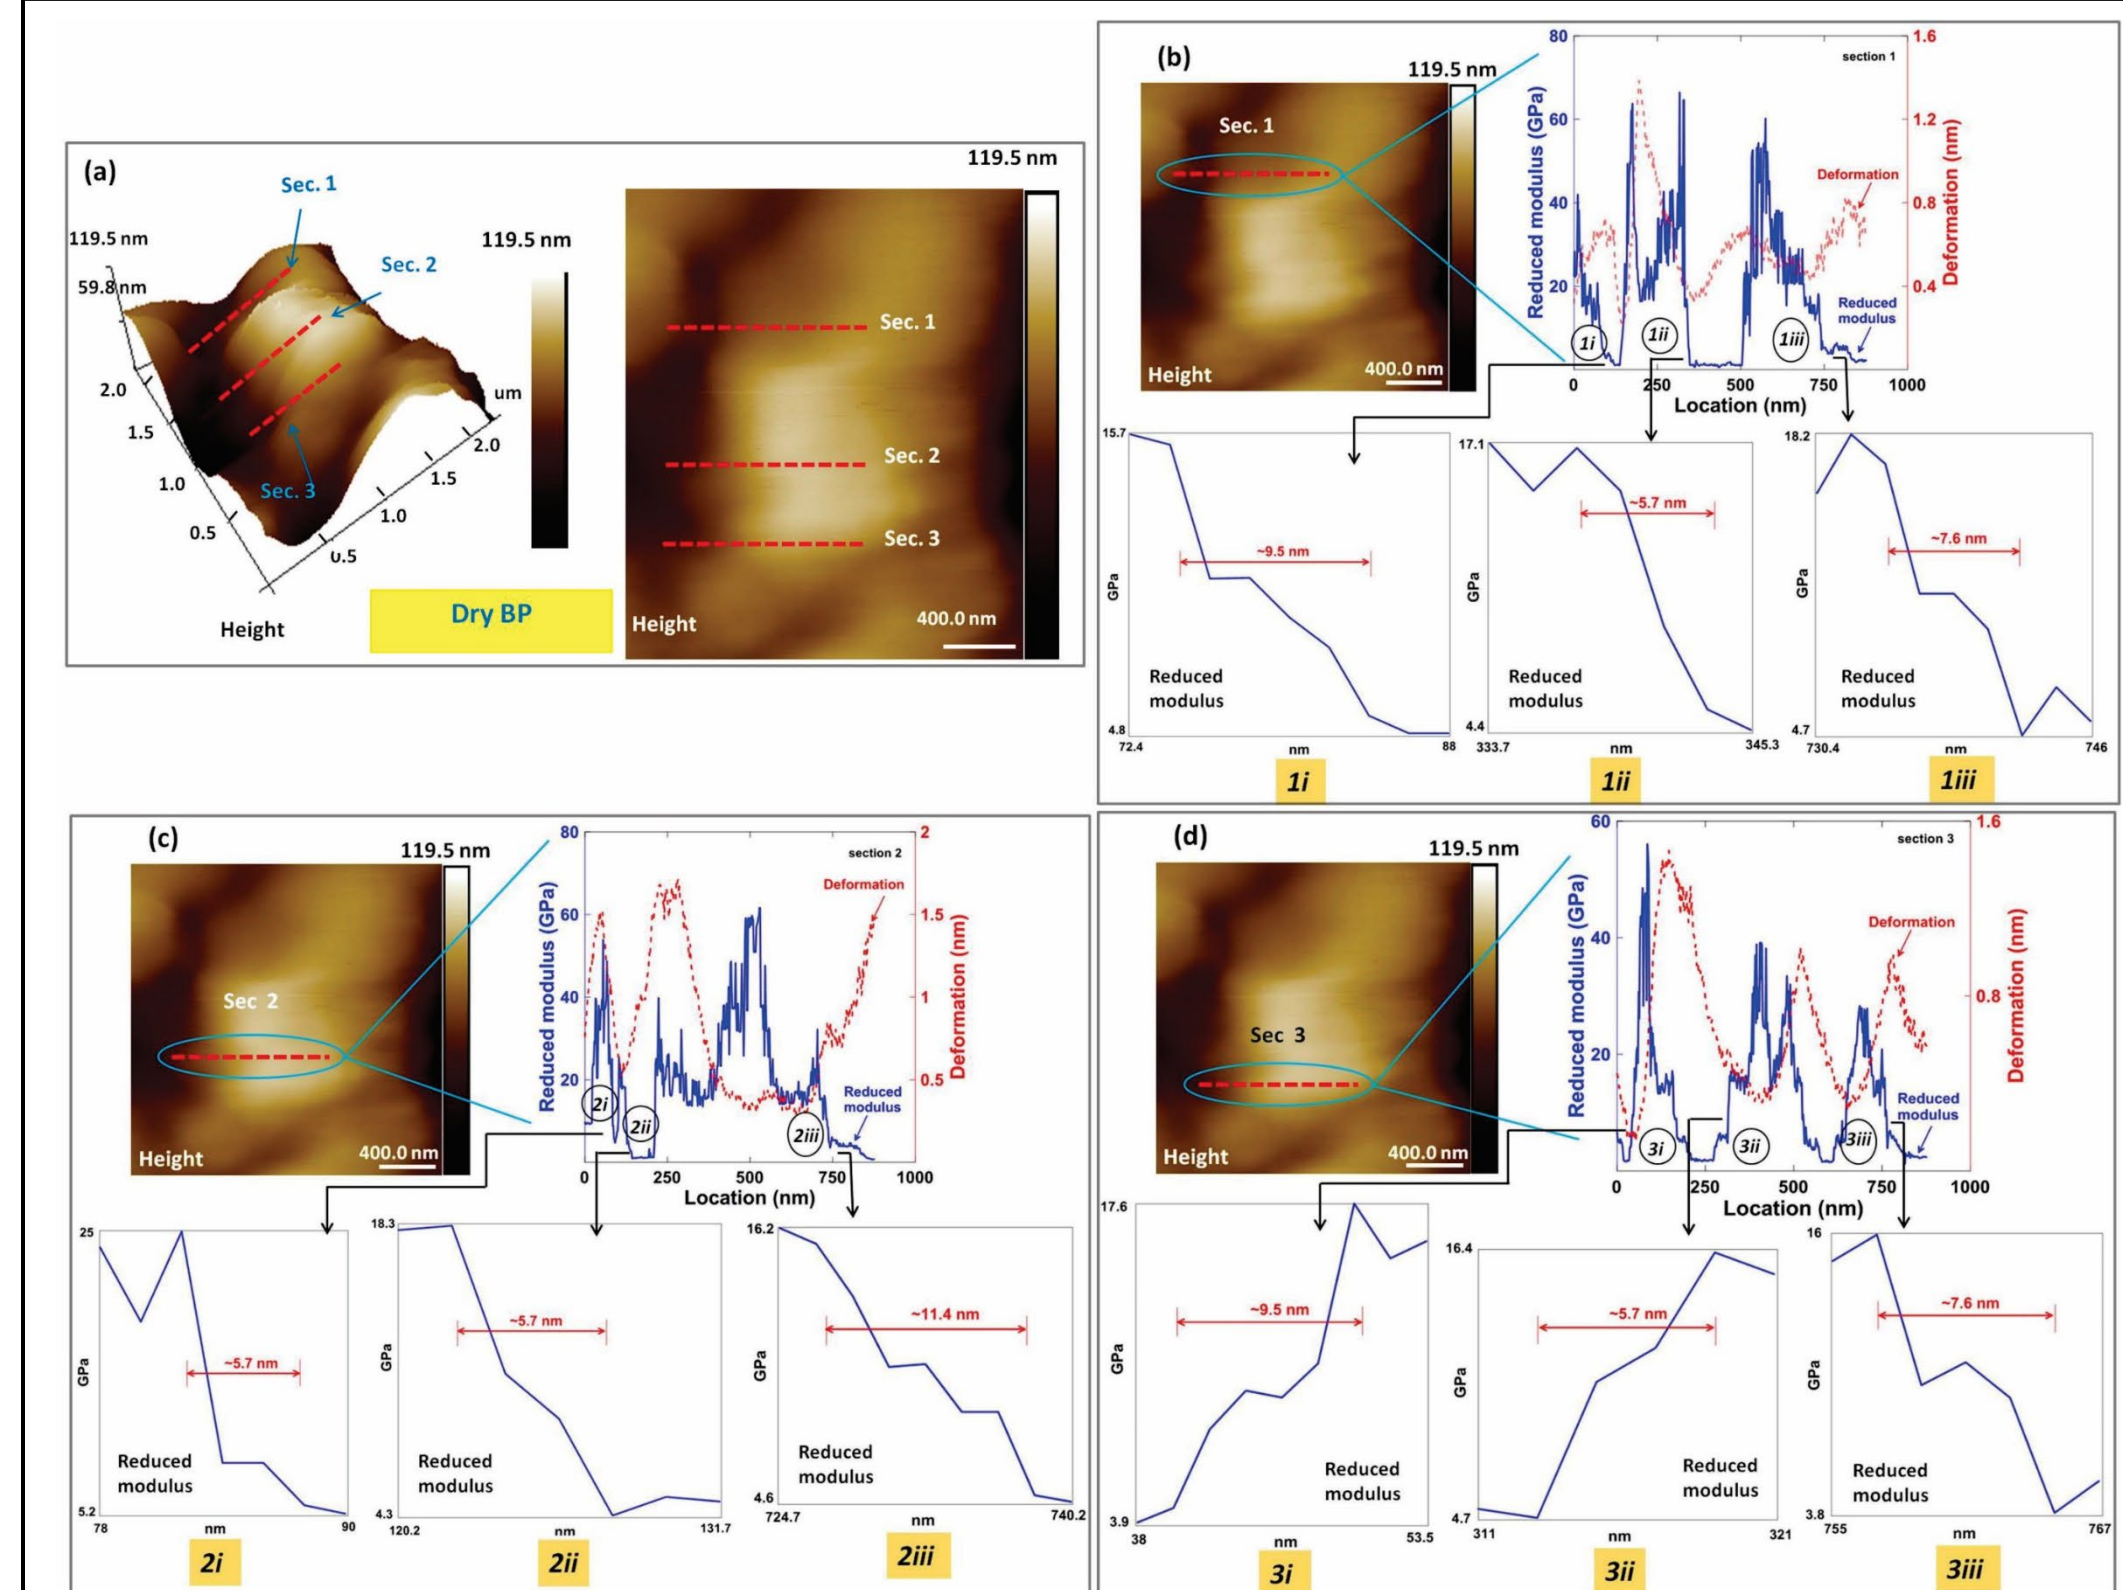 (a)
Sec. 1
119.5 nm
59.8 nm
Sec. 2
Sec. 3
119.5 nm
um
2.0
1.5
1.0
0.5
0.5
1.0
1.5
2.0
Height
Dry BP
119.5 nm
Sec. 1
Sec. 2
Sec. 3
Height
400.0 nm
(b)
119.5 nm
Sec. 1
Height
400.0 nm
section 1
Reduced modulus (GPa)
80
60
40
20
1.6
1.2
0.8
0.4
Deformation (nm)
Deformation
Reduced
modulus
1i
1ii
1iii
0
250
500
750
1000
Location (nm)
15.7
GPa
4.8
~9.5 nm
Reduced
modulus
72.4
nm
88
1i
17.1
GPa
4.4
~5.7 nm
Reduced
modulus
333.7
nm
345.3
1ii
18.2
GPa
4.7
~7.6 nm
Reduced
modulus
730.4
nm
746
1iii
(c)
119.5 nm
Sec 2
Height
400.0 nm
section 2
Reduced modulus (GPa)
80
60
40
20
2
1.5
1
0.5
Deformation (nm)
Deformation
Reduced
modulus
2i
2ii
2iii
0
250
500
750
1000
Location (nm)
25
GPa
5.2
~5.7 nm
Reduced
modulus
78
nm
90
2i
18.3
GPa
4.3
~5.7 nm
Reduced
modulus
120.2
nm
131.7
2ii
16.2
GPa
4.6
~11.4 nm
Reduced
modulus
724.7
nm
740.2
2iii
(d)
119.5 nm
Sec 3
Height
400.0 nm
section 3
Reduced modulus (GPa)
60
40
20
1.6
0.8
Deformation (nm)
Deformation
Reduced
modulus
3i
3ii
3iii
0
250
500
750
1000
Location (nm)
17.6
GPa
3.9
~9.5 nm
Reduced
modulus
38
nm
53.5
3i
16.4
GPa
4.7
~5.7 nm
Reduced
modulus
311
nm
321
3ii
16
GPa
3.8
~7.6 nm
Reduced
modulus
755
nm
767
3iii